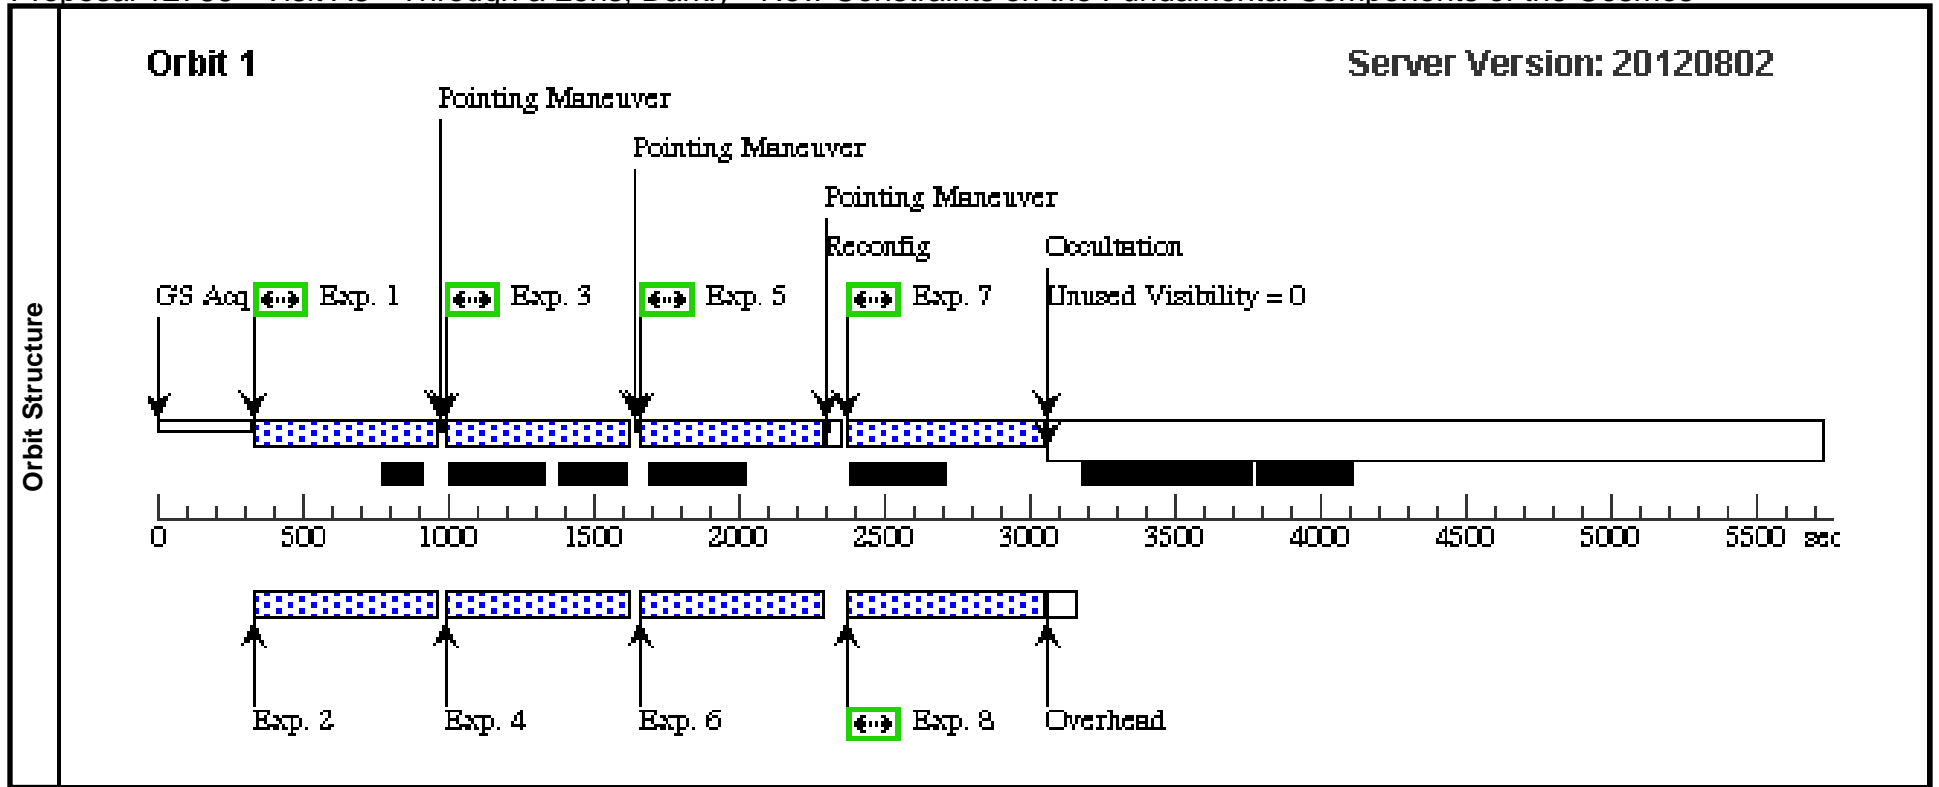 Orbit 1
Server Version: 20120802
Pointing Maneuver
Pointing Maneuver
Pointing Maneuver
Reconfig
Occultation
GS Acq
Exp. 1
Exp. 3
Exp. 5
Exp. 7
Unused Visibility = 0
Orbit Structure
0 500 1000 1500 2000 2500 3000 3500 4000 4500 5000 5500 sec
Exp. 2
Exp. 4
Exp. 6
Exp. 8
Overhead